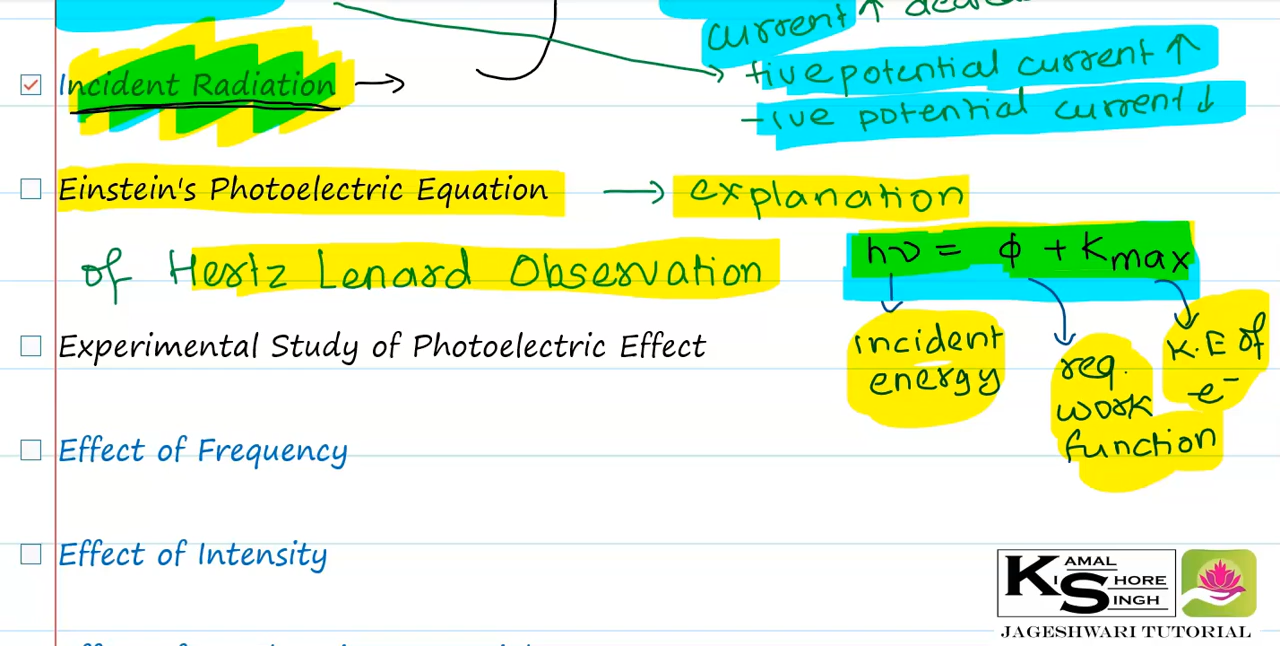 current ↑
+ive potential current ↑
-ive potential current ↓
Incident Radiation →
Einstein's Photoelectric Equation → explanation
of Hertz Lenard Observation
hν = φ + Kmax
incident energy
req. work function
K.E of e⁻
Experimental Study of Photoelectric Effect
Effect of Frequency
Effect of Intensity
KAMAL
KISHORE
SINGH
JAGESHWARI TUTORIAL